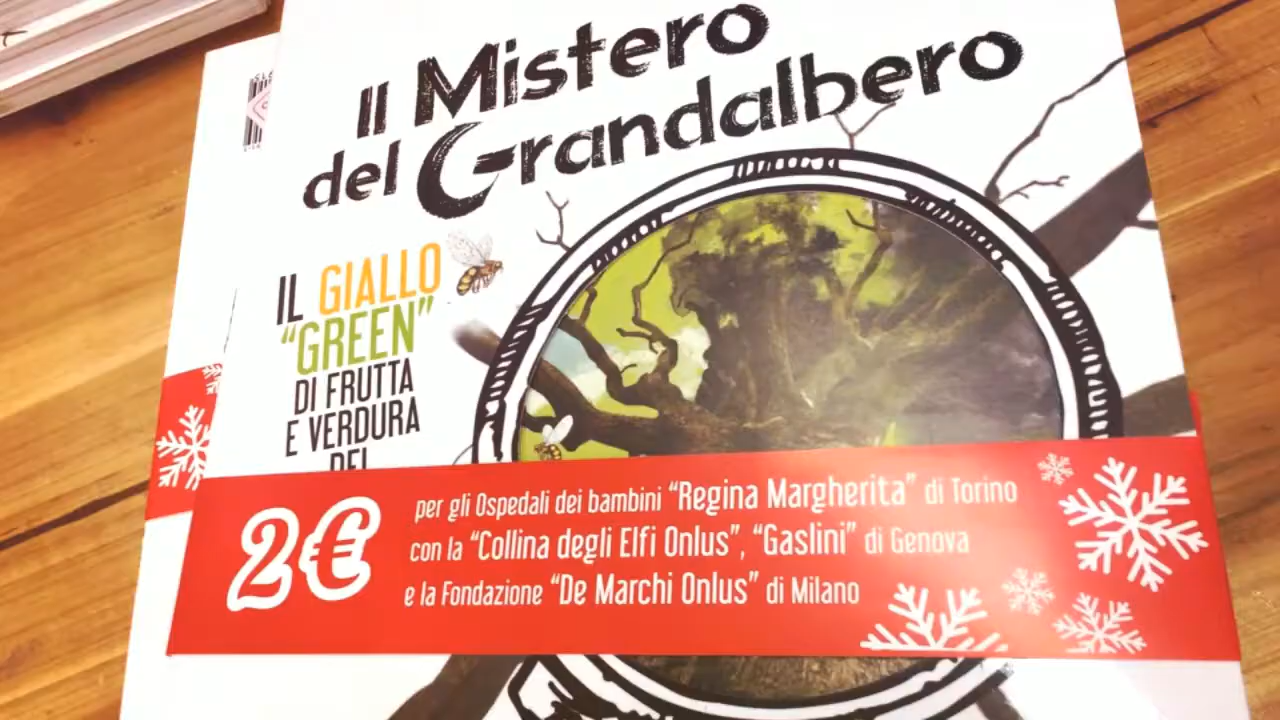 Il Mistero
del Grandalbero
IL GIALLO
“GREEN”
DI FRUTTA
E VERDURA
DEL
2€
per gli Ospedali dei bambini “Regina Margherita” di Torino
con la “Collina degli Elfi Onlus”, “Gaslini” di Genova
e la Fondazione “De Marchi Onlus” di Milano